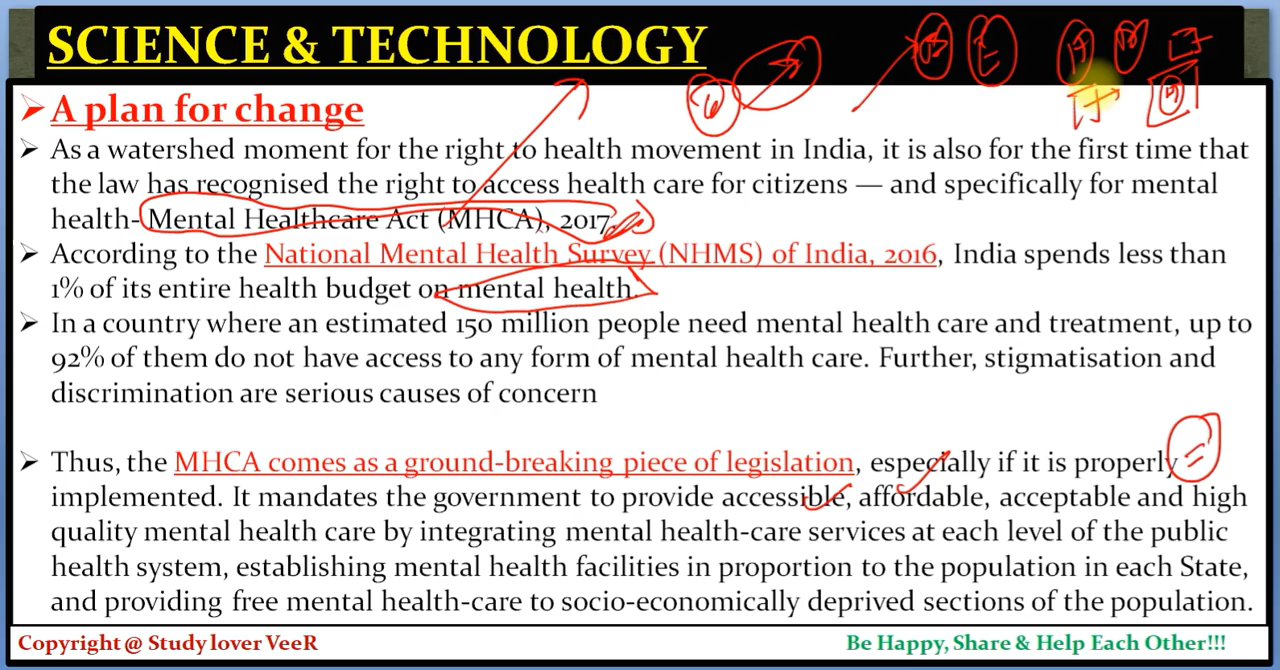 SCIENCE & TECHNOLOGY
➢ A plan for change
➢ As a watershed moment for the right to health movement in India, it is also for the first time that
the law has recognised the right to access health care for citizens — and specifically for mental
health- Mental Healthcare Act (MHCA), 2017
➢ According to the National Mental Health Survey (NHMS) of India, 2016, India spends less than
1% of its entire health budget on mental health.
➢ In a country where an estimated 150 million people need mental health care and treatment, up to
92% of them do not have access to any form of mental health care. Further, stigmatisation and
discrimination are serious causes of concern
➢ Thus, the MHCA comes as a ground-breaking piece of legislation, especially if it is properly
implemented. It mandates the government to provide accessible, affordable, acceptable and high
quality mental health care by integrating mental health-care services at each level of the public
health system, establishing mental health facilities in proportion to the population in each State,
and providing free mental health-care to socio-economically deprived sections of the population.
Copyright @ Study lover VeeR
Be Happy, Share & Help Each Other!!!